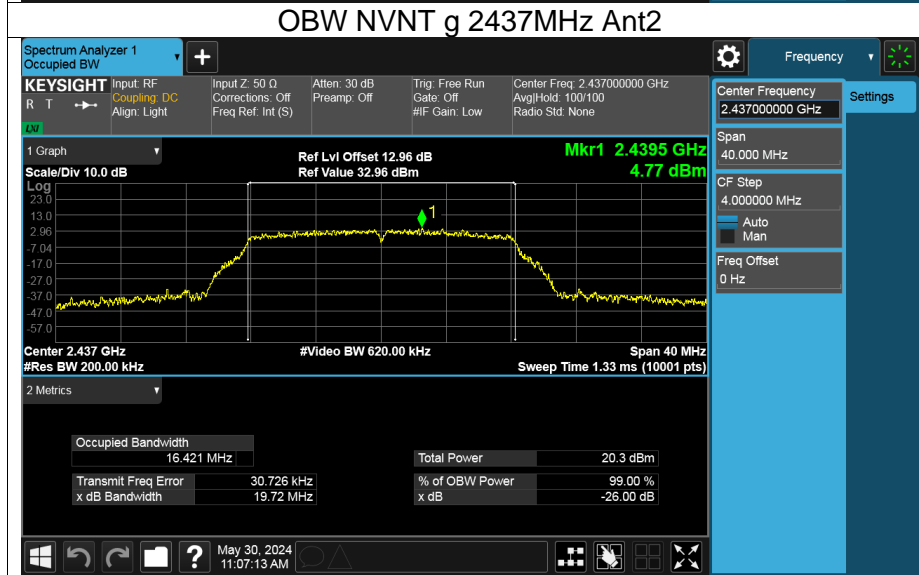 OBW NVNT g 2437MHz Ant2
Spectrum Analyzer 1
Occupied BW
+
Frequency
KEYSIGHT
R T
LXI
Input: RF
Coupling: DC
Align: Light
Input Z: 50 Ω
Corrections: Off
Freq Ref: Int (S)
Atten: 30 dB
Preamp: Off
Trig: Free Run
Gate: Off
#IF Gain: Low
Center Freq: 2.437000000 GHz
Avg|Hold: 100/100
Radio Std: None
Center Frequency
2.437000000 GHz
Settings
Span
40.000 MHz
CF Step
4.000000 MHz
Auto
Man
Freq Offset
0 Hz
1 Graph
Scale/Div 10.0 dB
Ref Lvl Offset 12.96 dB
Ref Value 32.96 dBm
Mkr1 2.4395 GHz
4.77 dBm
Log
23.0
13.0
2.96
-7.04
-17.0
-27.0
-37.0
-47.0
-57.0
1
Center 2.437 GHz
#Res BW 200.00 kHz
#Video BW 620.00 kHz
Span 40 MHz
Sweep Time 1.33 ms (10001 pts)
2 Metrics
Occupied Bandwidth
16.421 MHz
Total Power 20.3 dBm
Transmit Freq Error 30.726 kHz
% of OBW Power 99.00 %
x dB Bandwidth 19.72 MHz
x dB -26.00 dB
?
May 30, 2024
11:07:13 AM